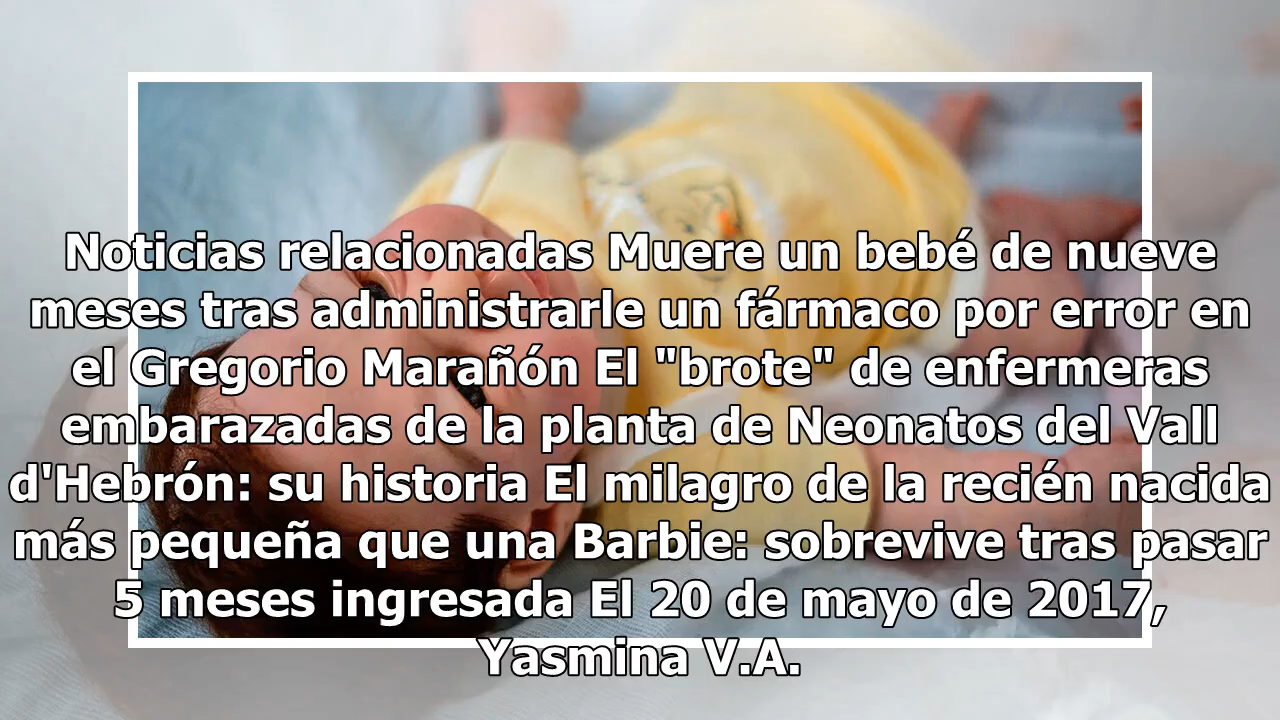 Noticias relacionadas Muere un bebé de nueve
meses tras administrarle un fármaco por error en
el Gregorio Marañón El "brote" de enfermeras
embarazadas de la planta de Neonatos del Vall
d'Hebrón: su historia El milagro de la recién nacida
más pequeña que una Barbie: sobrevive tras pasar
5 meses ingresada El 20 de mayo de 2017,
Yasmina V.A.